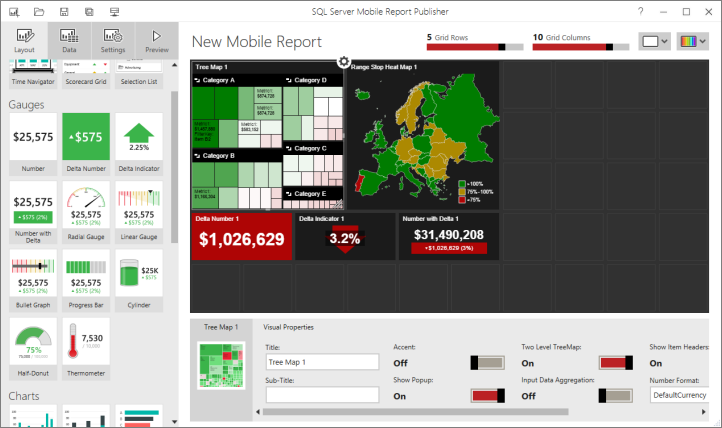 SQL Server Mobile Report Publisher
?
Layout
Data
Settings
Preview
New Mobile Report
5 Grid Rows
10 Grid Columns
Time Navigator
Scorecard Grid
Selection List
Gauges
$25,575
Number
$575
Delta Number
2.25%
Delta Indicator
$25,575
$575 (2%)
Number with
Delta
25,575
$575 (2%)
Radial Gauge
$25,575
$575 (2%)
Linear Gauge
$25,575
$575 (2%)
Bullet Graph
$25,575
$575 (2%)
Progress Bar
$25K
$575
Cylinder
75%
Half-Donut
7,530
/ 10,000
Thermometer
Charts
Tree Map 1
Category A
Category D
Category B
Category C
Category E
Range Stop Heat Map 1
>100%
75%-100%
<75%
Delta Number 1
$1,026,629
Delta Indicator 1
3.2%
Number with Delta 1
$31,490,208
+$1,026,629 (3%)
Tree Map 1
Visual Properties
Title:
Tree Map 1
Sub-Title:
Accent:
Off
Show Popup:
On
Two Level TreeMap:
On
Input Data Aggregation:
Off
Show Item Headers:
On
Number Format:
DefaultCurrency